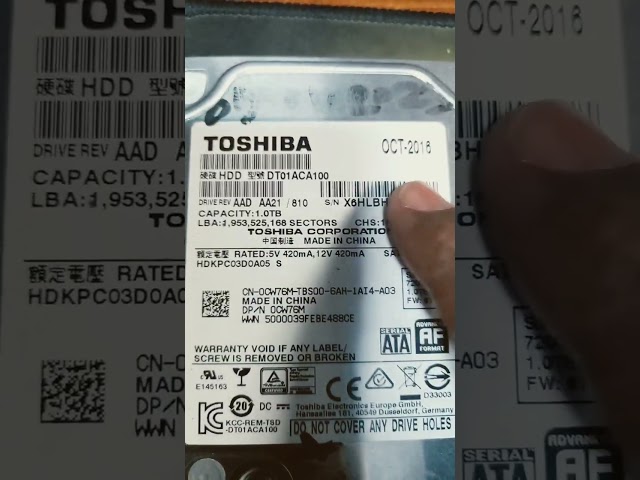 TOSHIBA
OCT-2016
硬碟 HDD 型號 DT01ACA100
DRIVE REV AAD AA21 / 810 S/N X6HLBH
CAPACITY:1.0TB
LBA:1,953,525,168 SECTORS CHS:
TOSHIBA CORPORATION
中国制造 MADE IN CHINA
額定電壓 RATED:5V 420mA,12V 420mA
HDKPC03D0A05 S
CN-0CW76M-TBS00-6AH-1AI4-A03
MADE IN CHINA
DP/N 0CW76M
WWN 5000039FEBE488CE
SERIAL
ATA
ADVANCED
AF
FORMAT
WARRANTY VOID IF ANY LABEL/
SCREW IS REMOVED OR BROKEN
E145163
D33003
20
DC
Toshiba Electronics Europe GmbH,
Hansaallee 181, 40549 Düsseldorf, Germany
KCC-REM-TSD
-DT01ACA100
DO NOT COVER ANY DRIVE HOLES